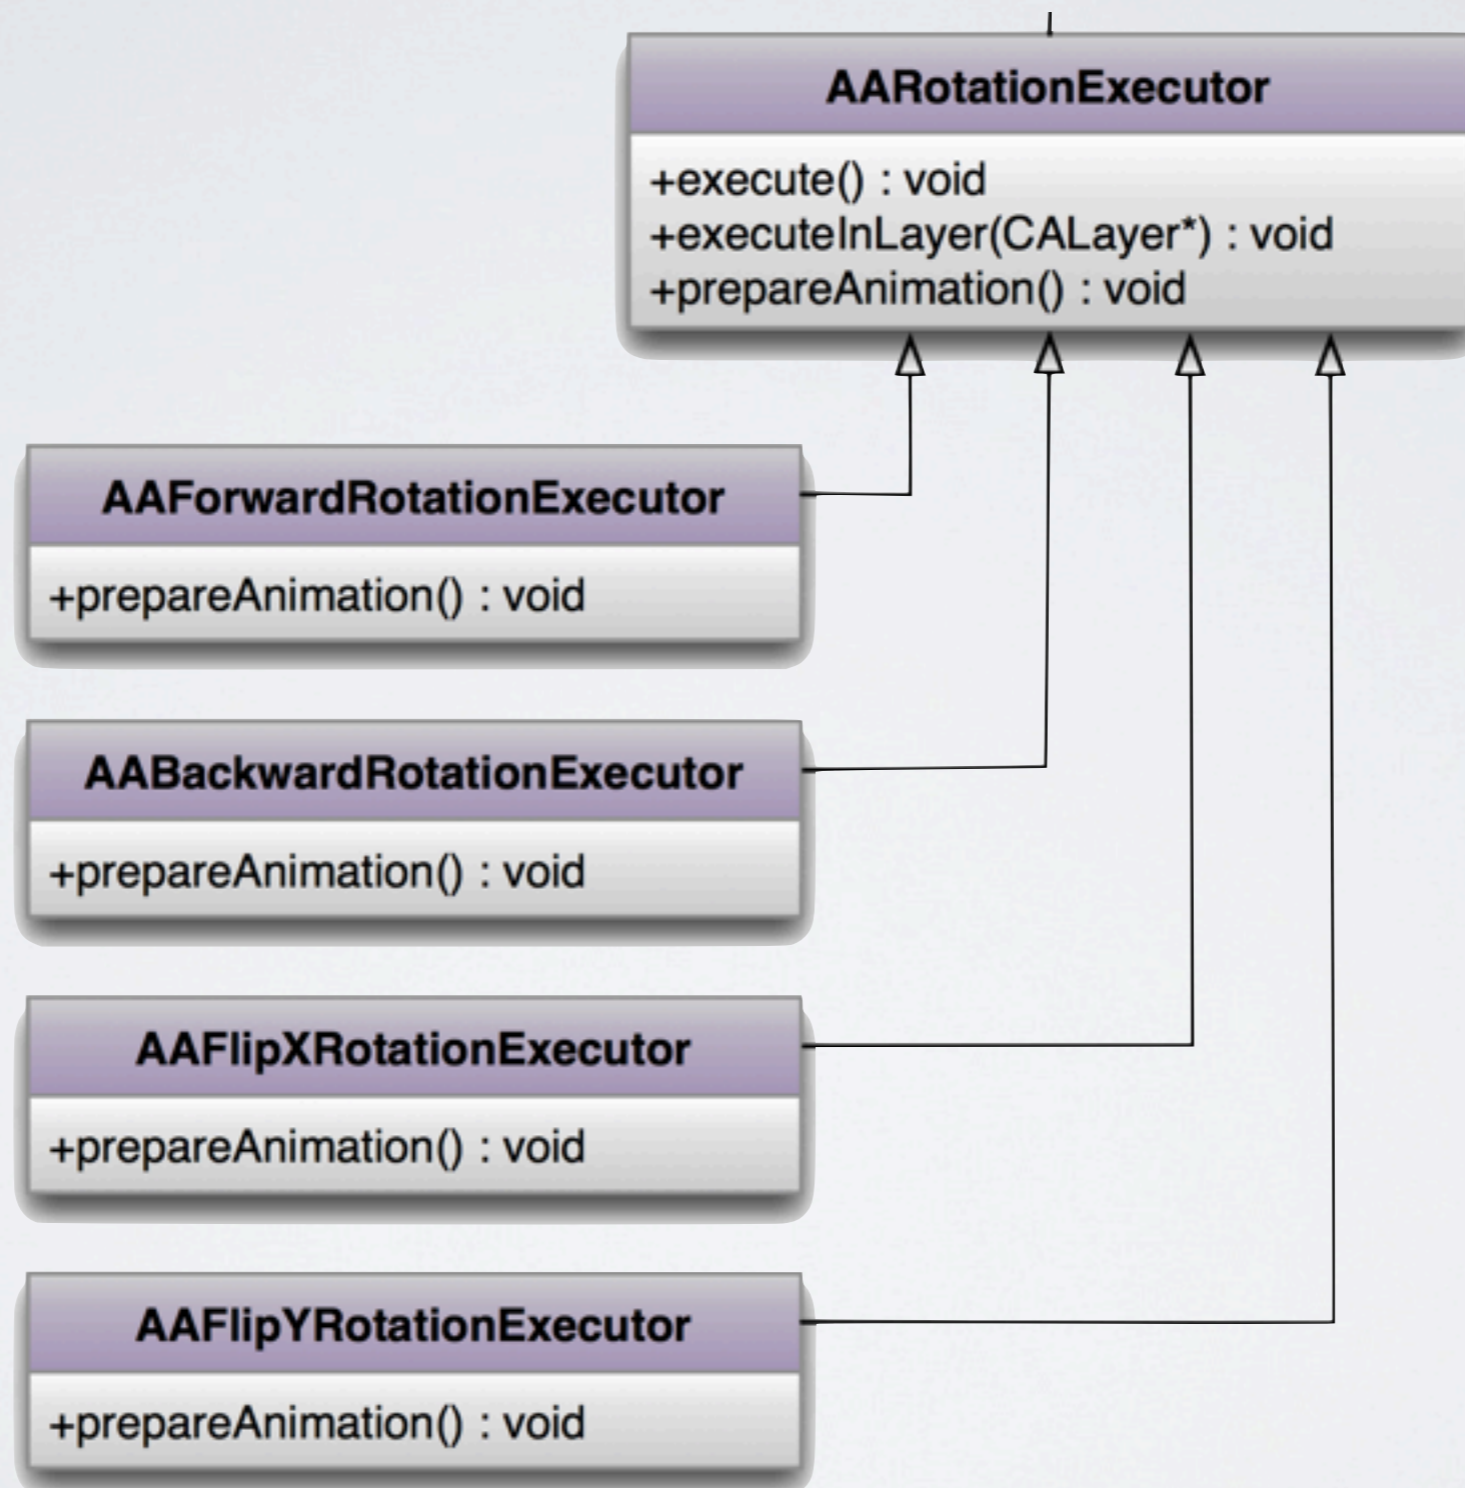 AARotationExecutor
+execute() : void
+executeInLayer(CALayer*) : void
+prepareAnimation() : void
AAForwardRotationExecutor
+prepareAnimation() : void
AABackwardRotationExecutor
+prepareAnimation() : void
AAFlipXRotationExecutor
+prepareAnimation() : void
AAFlipYRotationExecutor
+prepareAnimation() : void